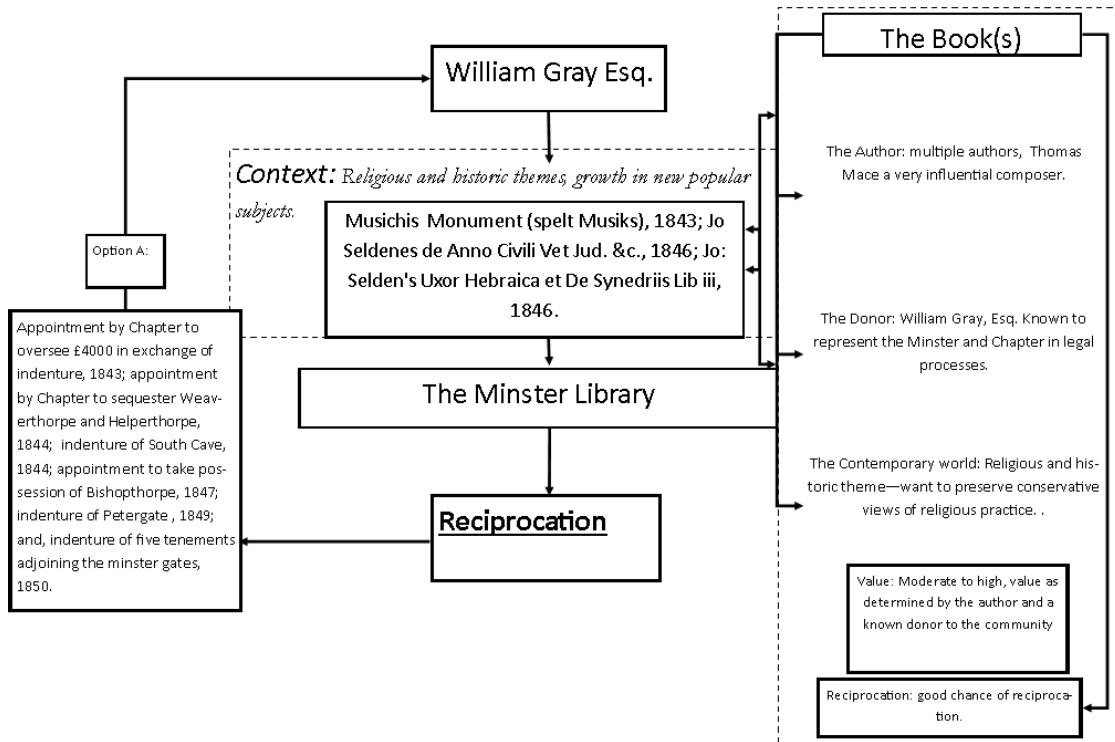 The Book(s)
William Gray Esq.
Context: Religious and historic themes, growth in new popular
subjects.
Musichis Monument (spelt Musiks), 1843; Jo
Seldenes de Anno Civili Vet Jud. &c., 1846; Jo:
Selden's Uxor Hebraica et De Synedriis Lib iii,
1846.
Option A:
Appointment by Chapter to
oversee £4000 in exchange of
indenture, 1843; appointment
by Chapter to sequester Weav-
erthorpe and Helperthorpe,
1844; indenture of South Cave,
1844; appointment to take pos-
session of Bishopthorpe, 1847;
indenture of Petergate , 1849;
and, indenture of five tenements
adjoining the minster gates,
1850.
The Minster Library
Reciprocation
The Author: multiple authors, Thomas
Mace a very influential composer.
The Donor: William Gray, Esq. Known to
represent the Minster and Chapter in legal
processes.
The Contemporary world: Religious and his-
toric theme—want to preserve conservative
views of religious practice. .
Value: Moderate to high, value as
determined by the author and a
known donor to the community
Reciprocation: good chance of reciproca-
tion.